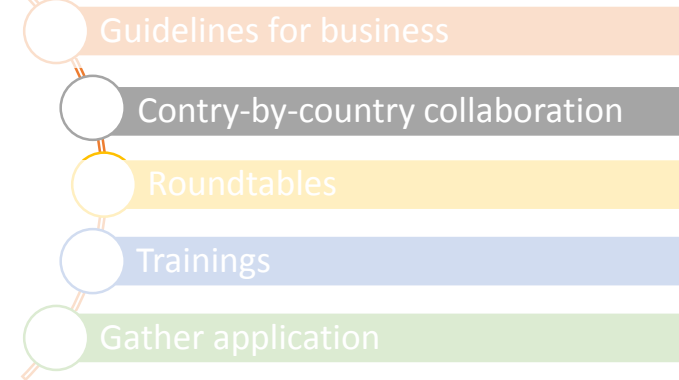 Guidelines for business
Contry-by-country collaboration
Roundtables
Trainings
Gather application